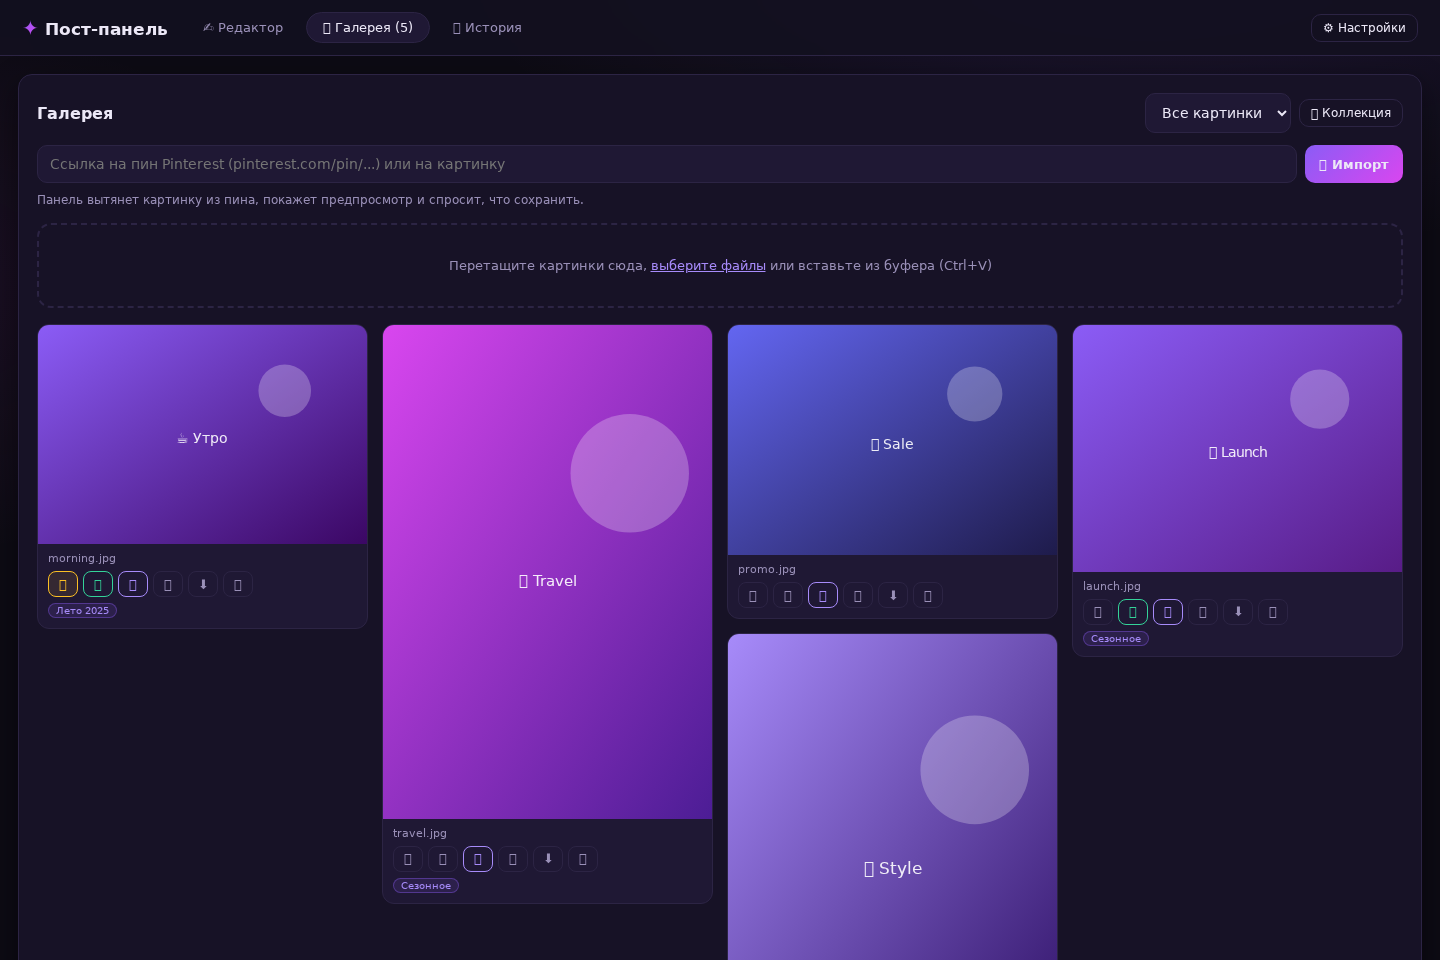 ✦ Пост-панель
✍ Редактор
Галерея (5)
История
⚙ Настройки
Галерея
Все картинки
Коллекция
Ссылка на пин Pinterest (pinterest.com/pin/...) или на картинку
Импорт
Панель вытянет картинку из пина, покажет предпросмотр и спросит, что сохранить.
Перетащите картинки сюда, выберите файлы или вставьте из буфера (Ctrl+V)
☕ Утро
morning.jpg
⬇
Лето 2025
Travel
travel.jpg
⬇
Сезонное
Sale
promo.jpg
⬇
Style
Launch
launch.jpg
⬇
Сезонное